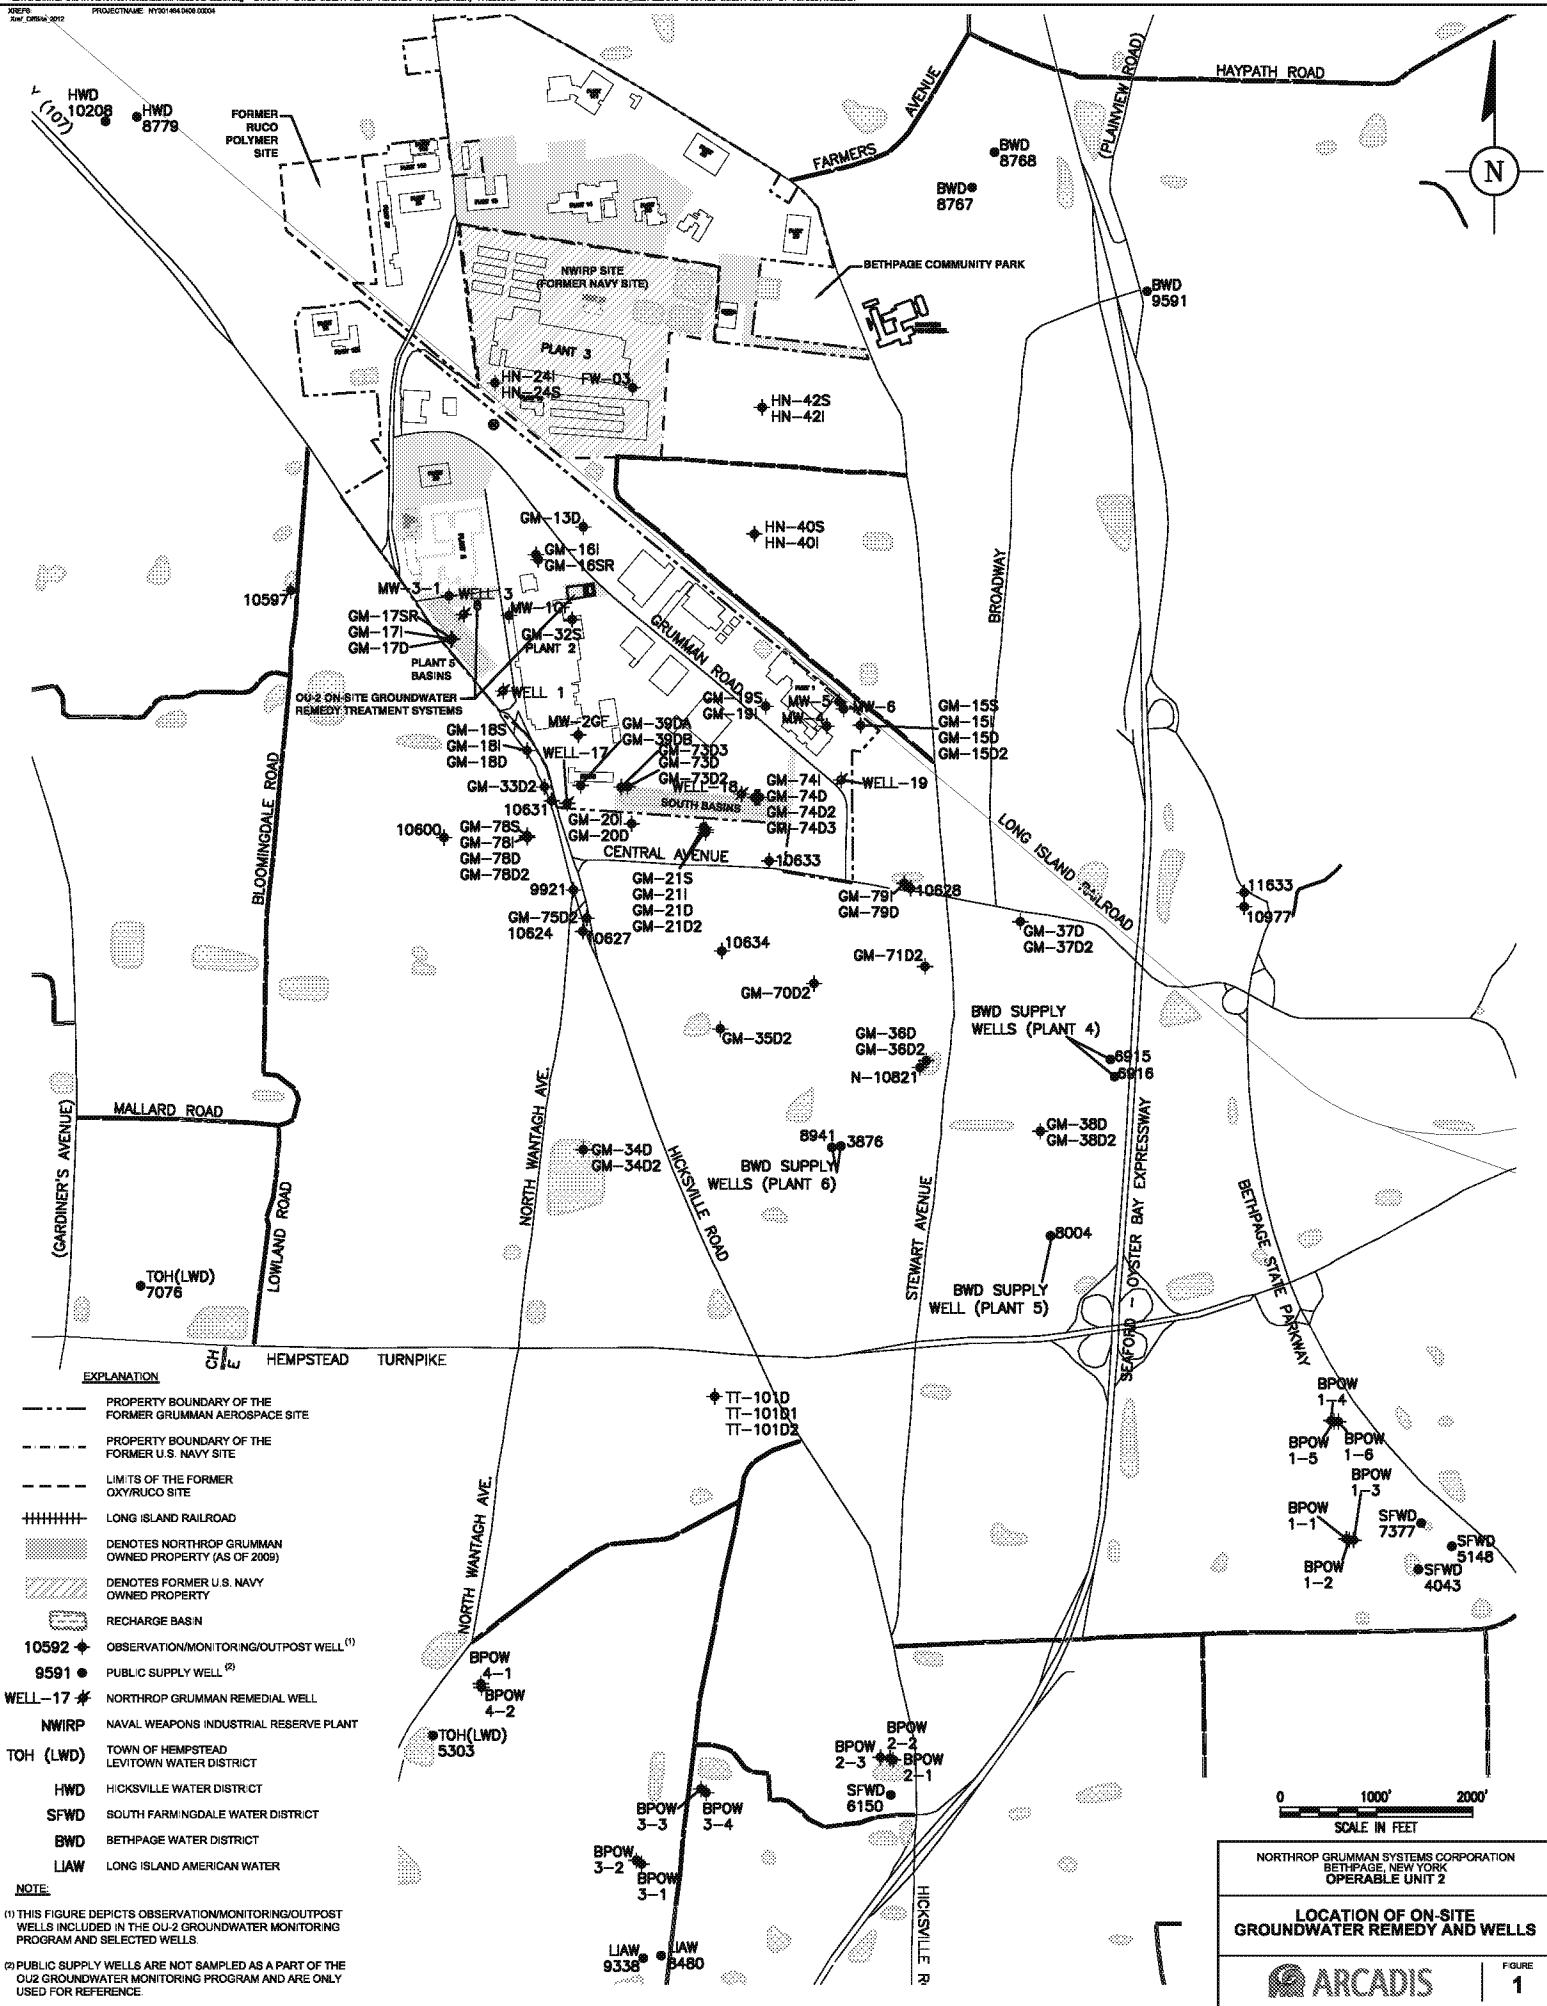 XREFS:
PROJECTNAME: NY001464.0408.00004
HWD
10208
HWD
8779
(107)
FORMER
RUCO
POLYMER
SITE
FARMERS
AVENUE
HAYPATH ROAD
(PLAINVIEW ROAD)
N
BWD
8768
BWD
8767
BETHPAGE COMMUNITY PARK
BWD
9591
NWIRP SITE
(FORMER NAVY SITE)
PLANT 3
HN-24I
HN-24S
FW-03
HN-42S
HN-42I
GM-13D
HN-40S
HN-40I
GM-16I
GM-16SR
BROADWAY
10597
MW-3-1
WELL 3
GM-17SR
GM-17I
GM-17D
MW-1GF
GM-32S
PLANT 2
PLANT 5
BASINS
GRUMMAN ROAD
OU-2 ON-SITE GROUNDWATER
REMEDY TREATMENT SYSTEMS
WELL 1
GM-19S
GM-19I
MW-5
MW-6
MW-4
GM-15S
GM-15I
GM-15D
GM-15D2
GM-18S
GM-18I
GM-18D
MW-2GF
GM-39DA
GM-39DB
WELL-17
GM-73D3
GM-73D
GM-73D2
WELL-18
GM-74I
GM-74D
GM-74D2
GM-74D3
WELL-19
GM-33D2
10631
SOUTH BASINS
GM-20I
GM-20D
BLOOMINGDALE ROAD
10600
GM-78S
GM-78I
GM-78D
GM-78D2
CENTRAL AVENUE
10633
LONG ISLAND RAILROAD
9921
GM-21S
GM-21I
GM-21D
GM-21D2
GM-79I
GM-79D
10628
11633
10977
GM-75D2
10624
10627
GM-37D
GM-37D2
10634
GM-71D2
GM-70D2
BWD SUPPLY
WELLS (PLANT 4)
GM-35D2
GM-36D
GM-36D2
N-10821
6915
6916
MALLARD ROAD
(GARDINER'S AVENUE)
NORTH WANTAGH AVE.
GM-34D
GM-34D2
HICKSVILLE ROAD
8941
3876
BWD SUPPLY
WELLS (PLANT 6)
GM-38D
GM-38D2
LOWLAND ROAD
STEWART AVENUE
SEAFORD - OYSTER BAY EXPRESSWAY
BETHPAGE STATE PARKWAY
8004
BWD SUPPLY
WELL (PLANT 5)
TOH(LWD)
7076
HEMPSTEAD TURNPIKE
TT-101D
TT-101D1
TT-101D2
BPOW
1-4
BPOW
1-5
BPOW
1-6
BPOW
1-3
BPOW
1-1
BPOW
1-2
SFWD
7377
SFWD
5148
SFWD
4043
NORTH WANTAGH AVE.
BPOW
4-1
BPOW
4-2
TOH(LWD)
5303
BPOW
2-2
BPOW
2-3
BPOW
2-1
SFWD
6150
BPOW
3-3
BPOW
3-4
BPOW
3-2
BPOW
3-1
LIAW
9338
LIAW
8480
HICKSVILLE R
EXPLANATION
PROPERTY BOUNDARY OF THE
FORMER GRUMMAN AEROSPACE SITE
PROPERTY BOUNDARY OF THE
FORMER U.S. NAVY SITE
LIMITS OF THE FORMER
OXY/RUCO SITE
LONG ISLAND RAILROAD
DENOTES NORTHROP GRUMMAN
OWNED PROPERTY (AS OF 2009)
DENOTES FORMER U.S. NAVY
OWNED PROPERTY
RECHARGE BASIN
10592 OBSERVATION/MONITORING/OUTPOST WELL (1)
9591 PUBLIC SUPPLY WELL (2)
WELL-17 NORTHROP GRUMMAN REMEDIAL WELL
NWIRP NAVAL WEAPONS INDUSTRIAL RESERVE PLANT
TOH (LWD) TOWN OF HEMPSTEAD
LEVITOWN WATER DISTRICT
HWD HICKSVILLE WATER DISTRICT
SFWD SOUTH FARMINGDALE WATER DISTRICT
BWD BETHPAGE WATER DISTRICT
LIAW LONG ISLAND AMERICAN WATER
NOTE:
(1) THIS FIGURE DEPICTS OBSERVATION/MONITORING/OUTPOST
WELLS INCLUDED IN THE OU-2 GROUNDWATER MONITORING
PROGRAM AND SELECTED WELLS.
(2) PUBLIC SUPPLY WELLS ARE NOT SAMPLED AS A PART OF THE
OU2 GROUNDWATER MONITORING PROGRAM AND ARE ONLY
USED FOR REFERENCE.
0 1000' 2000'
SCALE IN FEET
NORTHROP GRUMMAN SYSTEMS CORPORATION
BETHPAGE, NEW YORK
OPERABLE UNIT 2
LOCATION OF ON-SITE
GROUNDWATER REMEDY AND WELLS
ARCADIS
FIGURE
1